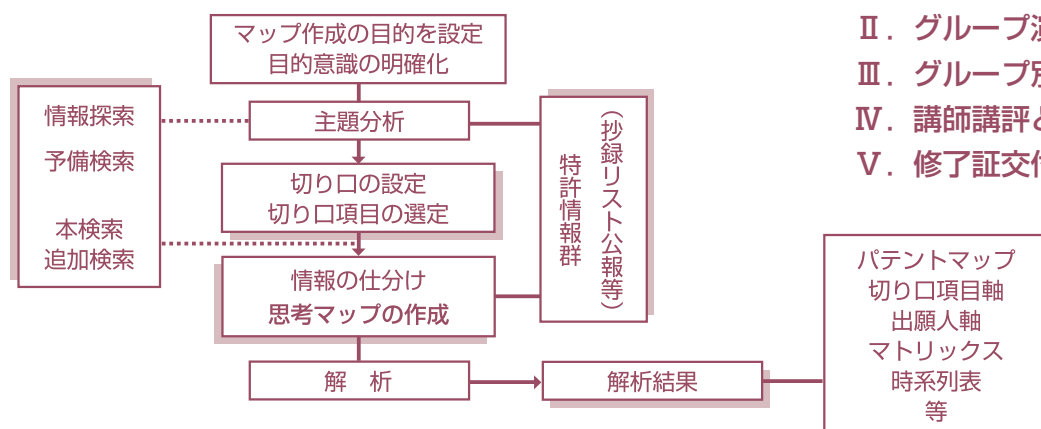 マップ作成の目的を設定
目的意識の明確化
情報探索
予備検索
本検索
追加検索
主題分析
切り口の設定
切り口項目の選定
情報の仕分け
思考マップの作成
解 析
特許情報群
(抄録リスト公報等)
解析結果
パテントマップ
切り口項目軸
出願人軸
マトリックス
時系列表
等
Ⅱ. グループ
Ⅲ. グループ
Ⅳ. 講師講評
Ⅴ. 修了証交